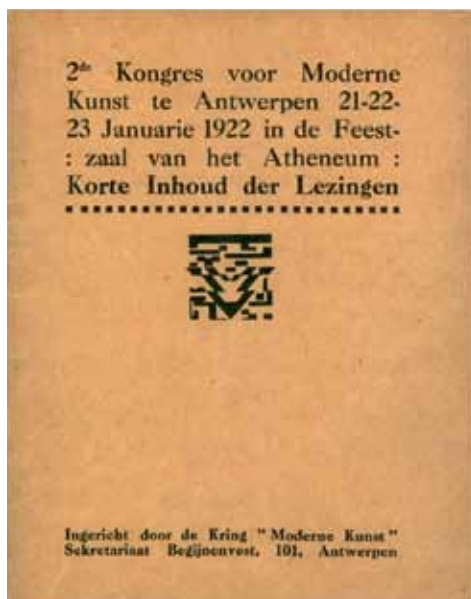 2de Kongres voor Moderne
Kunst te Antwerpen 21-22-
23 Januarie 1922 in de Feest-
: zaal van het Atheneum :
Korte Inhoud der Lezingen
Ingericht door de Kring "Moderne Kunst"
Sekretariaat Begijnenvest, 101, Antwerpen